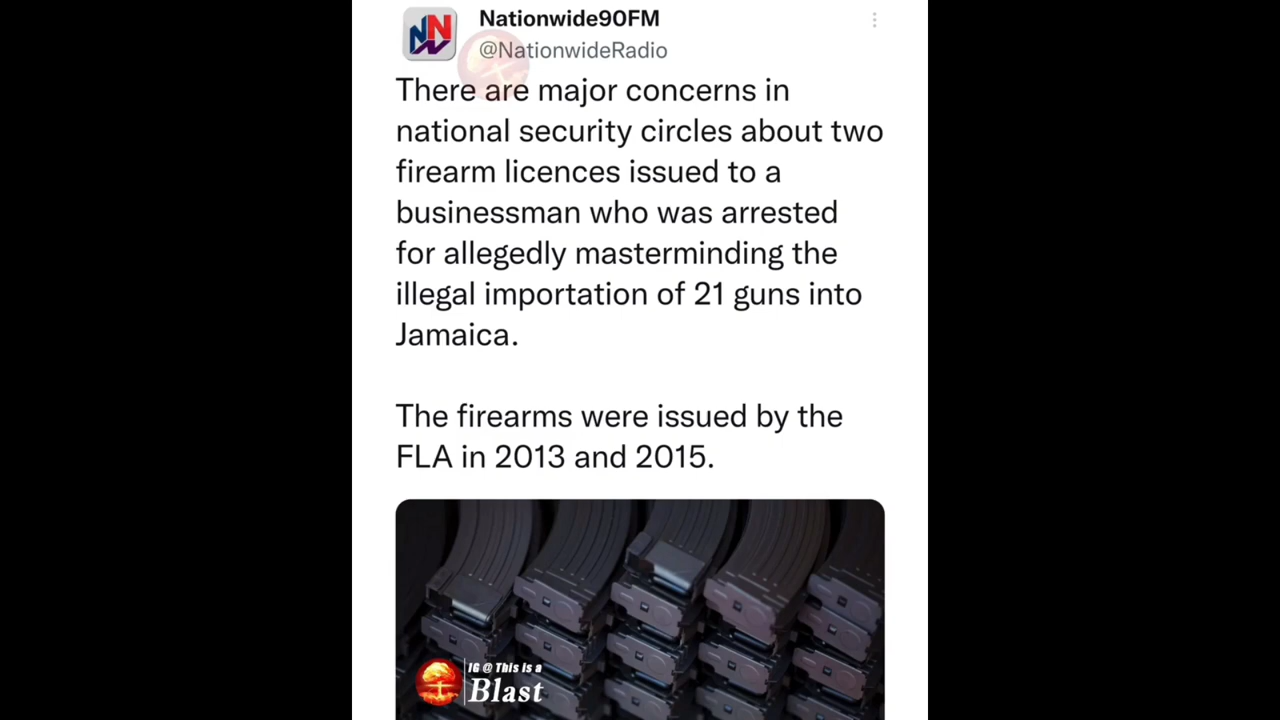 Nationwide90FM
@NationwideRadio
There are major concerns in
national security circles about two
firearm licences issued to a
businessman who was arrested
for allegedly masterminding the
illegal importation of 21 guns into
Jamaica.
The firearms were issued by the
FLA in 2013 and 2015.
IG @ This is a
Blast